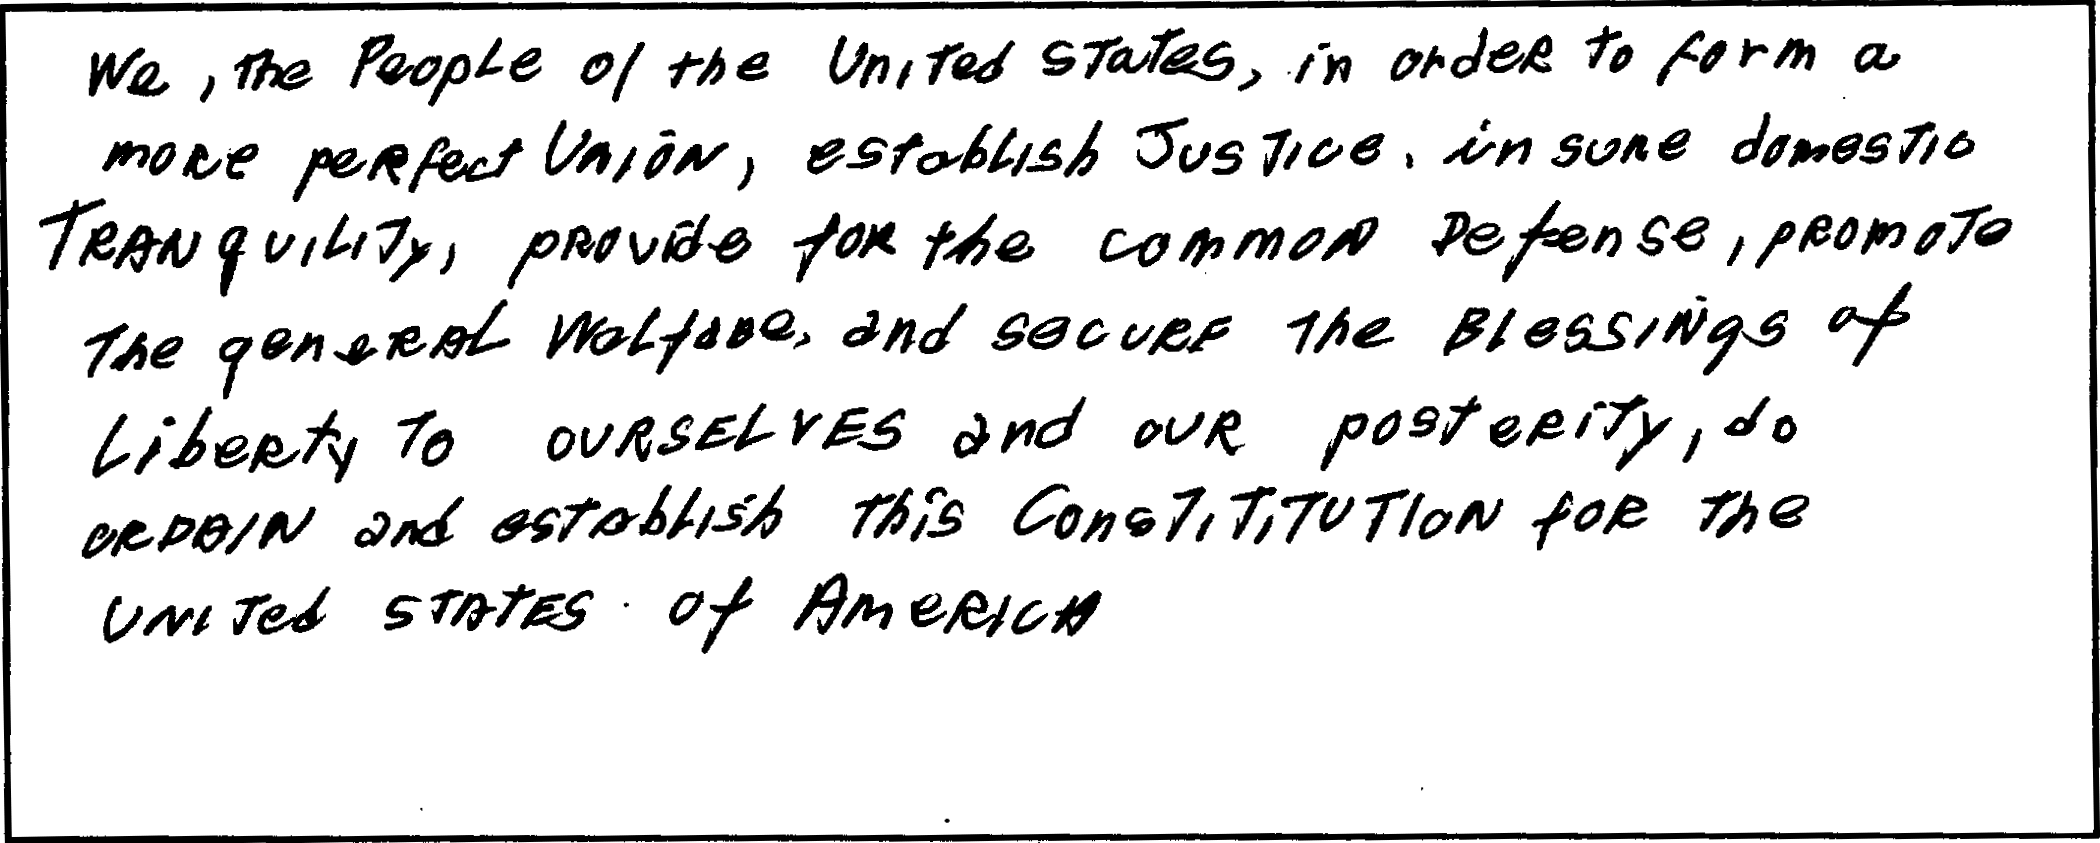 We, the People of the United States, in order to form a
more perfect Union, establish Justice, insure domestic
TRANquiliTy, provide for the common Defense, promote
The general Welfare, and secure The Blessings of
Liberty To OURSELVES and OUR posterity, do
ORDAIN and establish This ConsTiTiTUTION for The
UNITed STATES of AMERICA